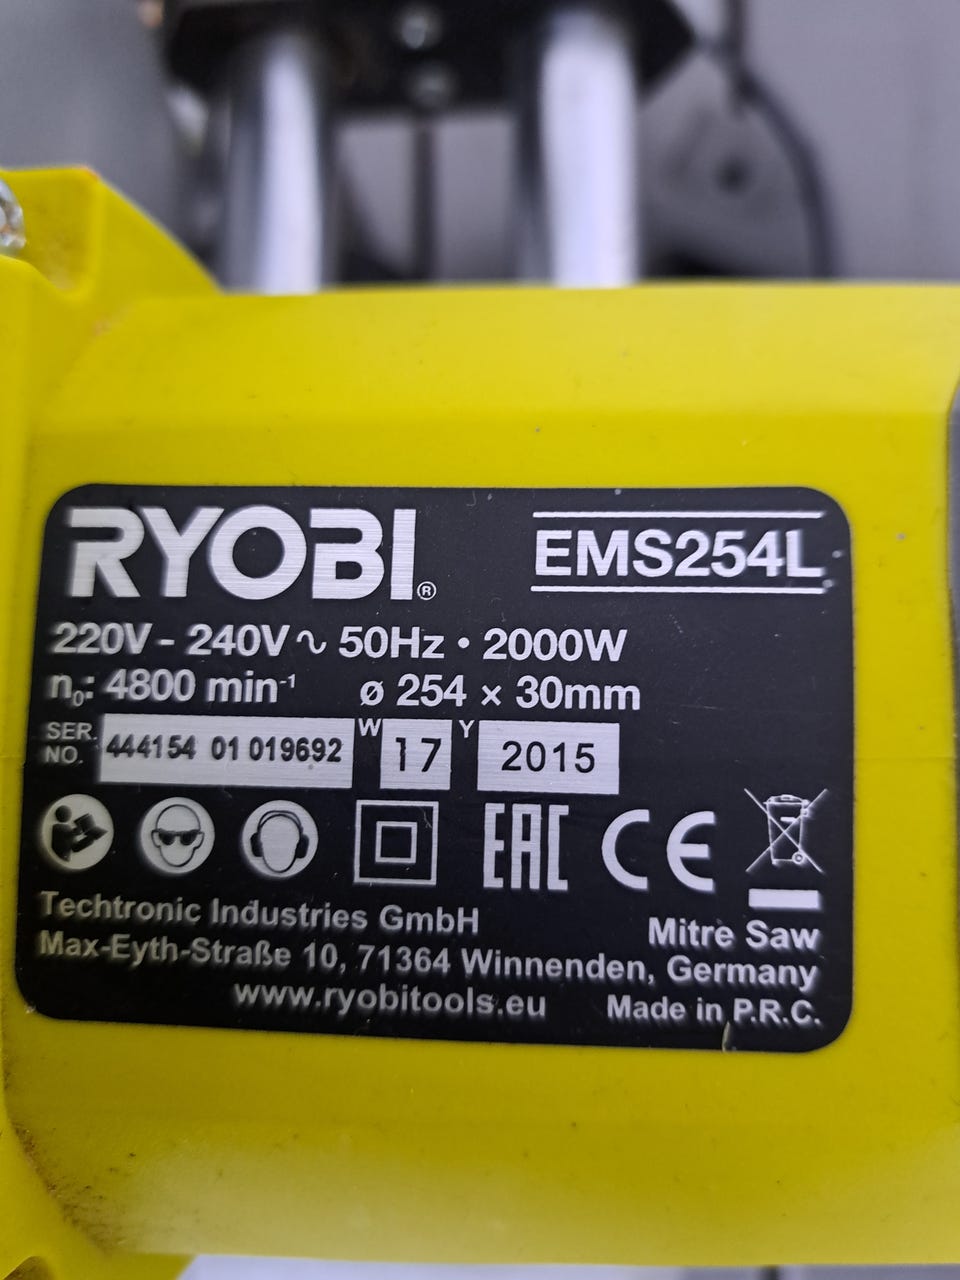 RYOBI® EMS254L
220V - 240V ∿ 50Hz • 2000W
n₀: 4800 min⁻¹ ø 254 × 30mm
SER. NO. 444154 01 019692 W 17 Y 2015
EAC CE
Techtronic Industries GmbH Mitre Saw
Max-Eyth-Straße 10, 71364 Winnenden, Germany
www.ryobitools.eu Made in P.R.C.